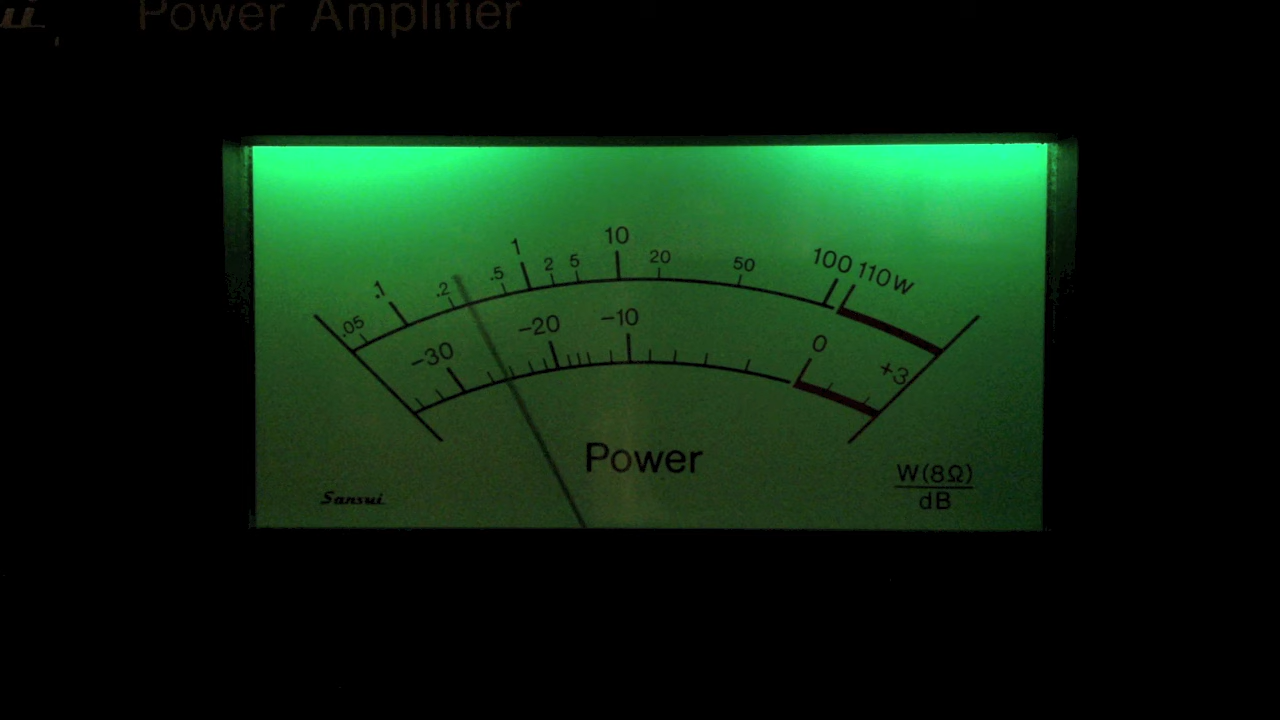 Power Amplifier
.05 .1 .2 .5 1 2 5 10 20 50 100 110W
-30 -20 -10 0 +3
Power
Sansui
W(8Ω)
dB